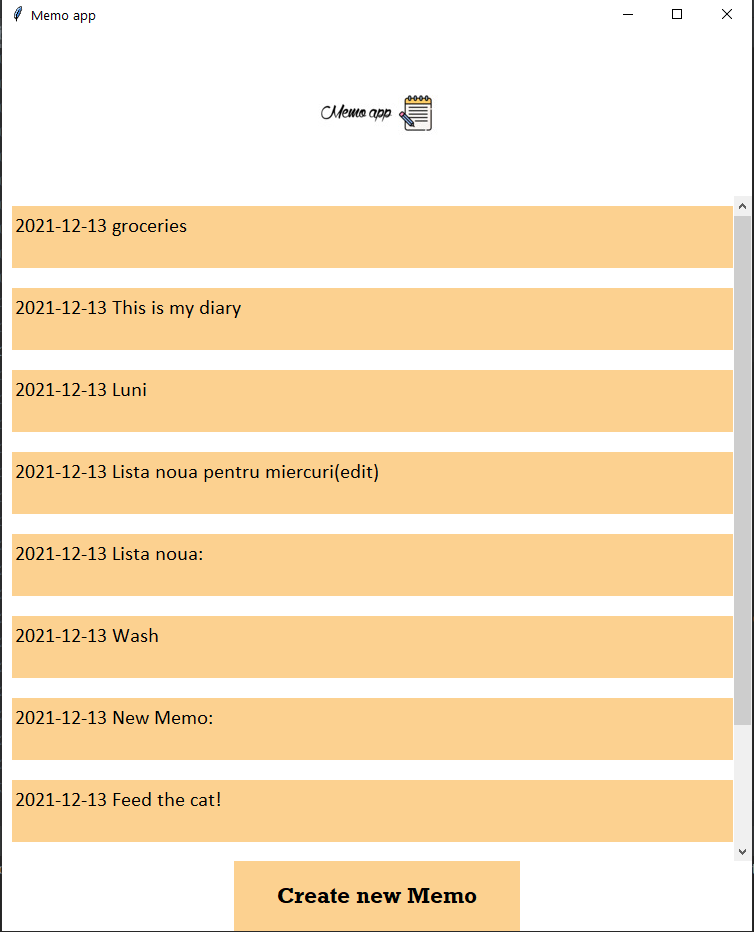 Memo app
Memo app
2021-12-13 groceries
2021-12-13 This is my diary
2021-12-13 Luni
2021-12-13 Lista noua pentru miercuri(edit)
2021-12-13 Lista noua:
2021-12-13 Wash
2021-12-13 New Memo:
2021-12-13 Feed the cat!
Create new Memo